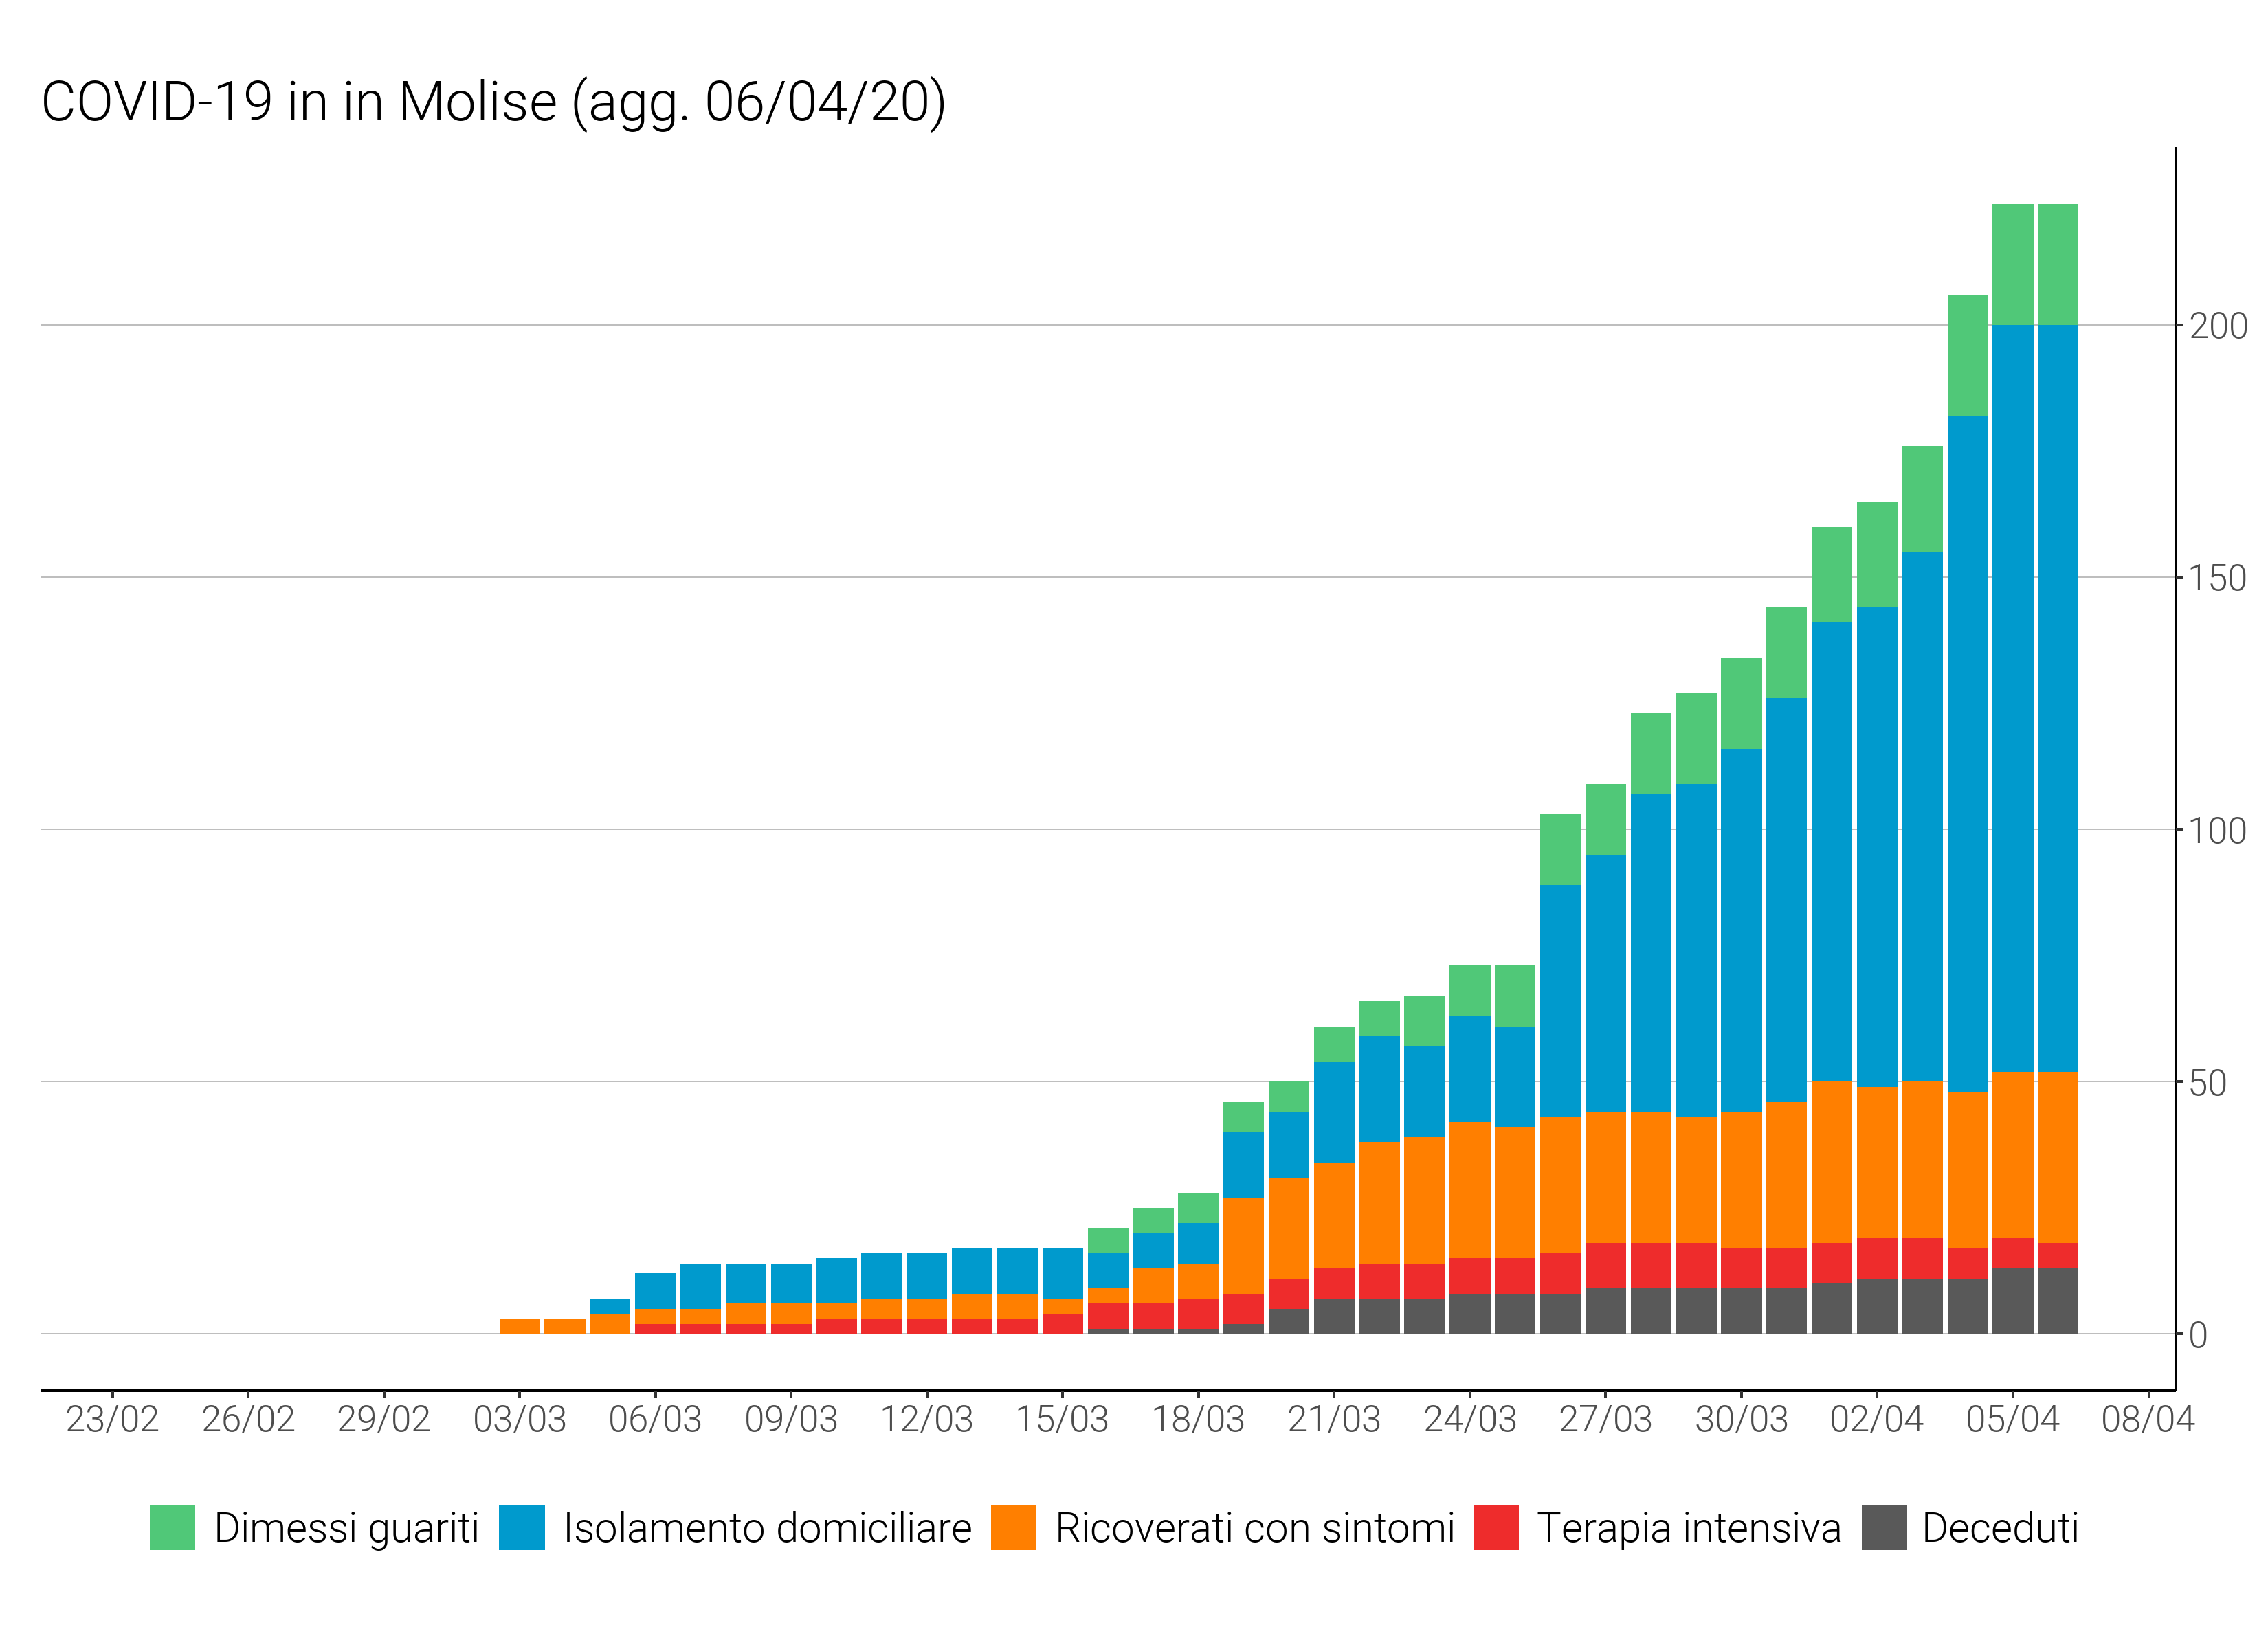 COVID-19 in in Molise (agg. 06/04/20)
200
150
100
50
0
23/02 26/02 29/02 03/03 06/03 09/03 12/03 15/03 18/03 21/03 24/03 27/03 30/03 02/04 05/04 08/04
Dimessi guariti Isolamento domiciliare Ricoverati con sintomi Terapia intensiva Deceduti